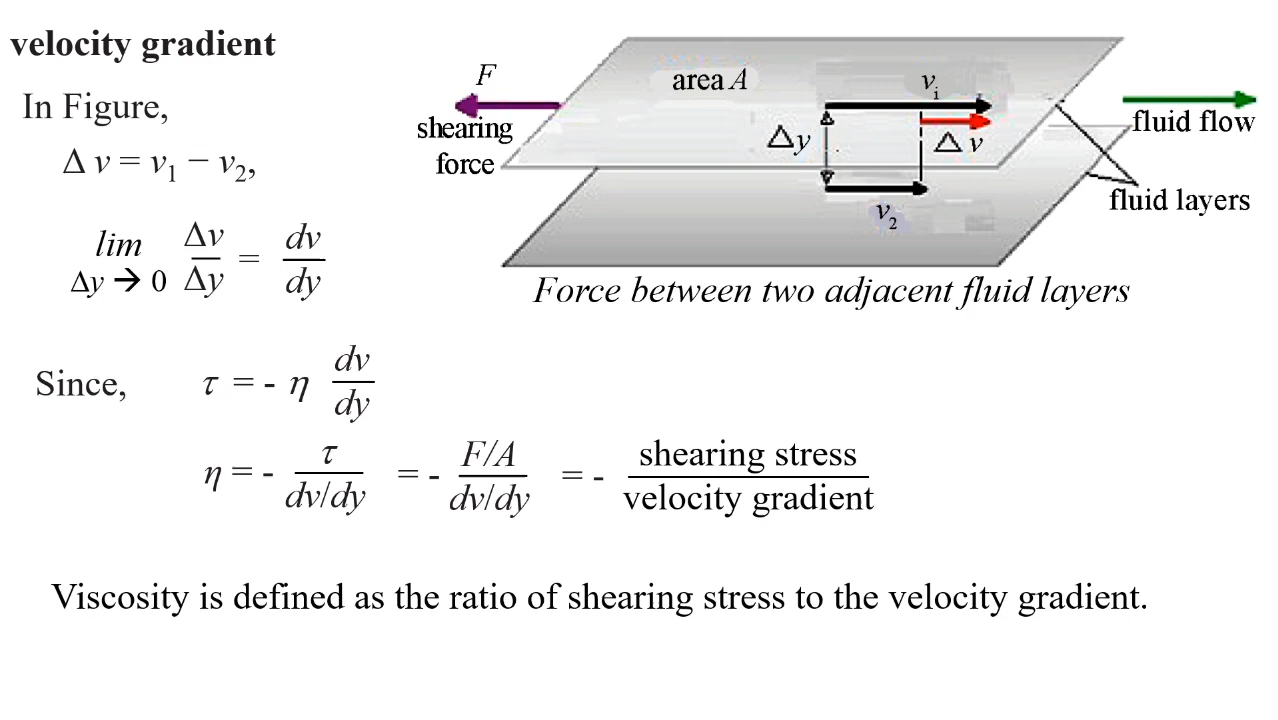 velocity gradient
In Figure,
Δ v = v₁ − v₂,
lim Δy → 0 Δv/Δy = dv/dy
F
shearing
force
area A
vᵢ
Δy
Δ v
v₂
fluid flow
fluid layers
Force between two adjacent fluid layers
Since, τ = - η dv/dy
η = - τ/dv/dy = - F/A/dv/dy = - shearing stress/velocity gradient
Viscosity is defined as the ratio of shearing stress to the velocity gradient.